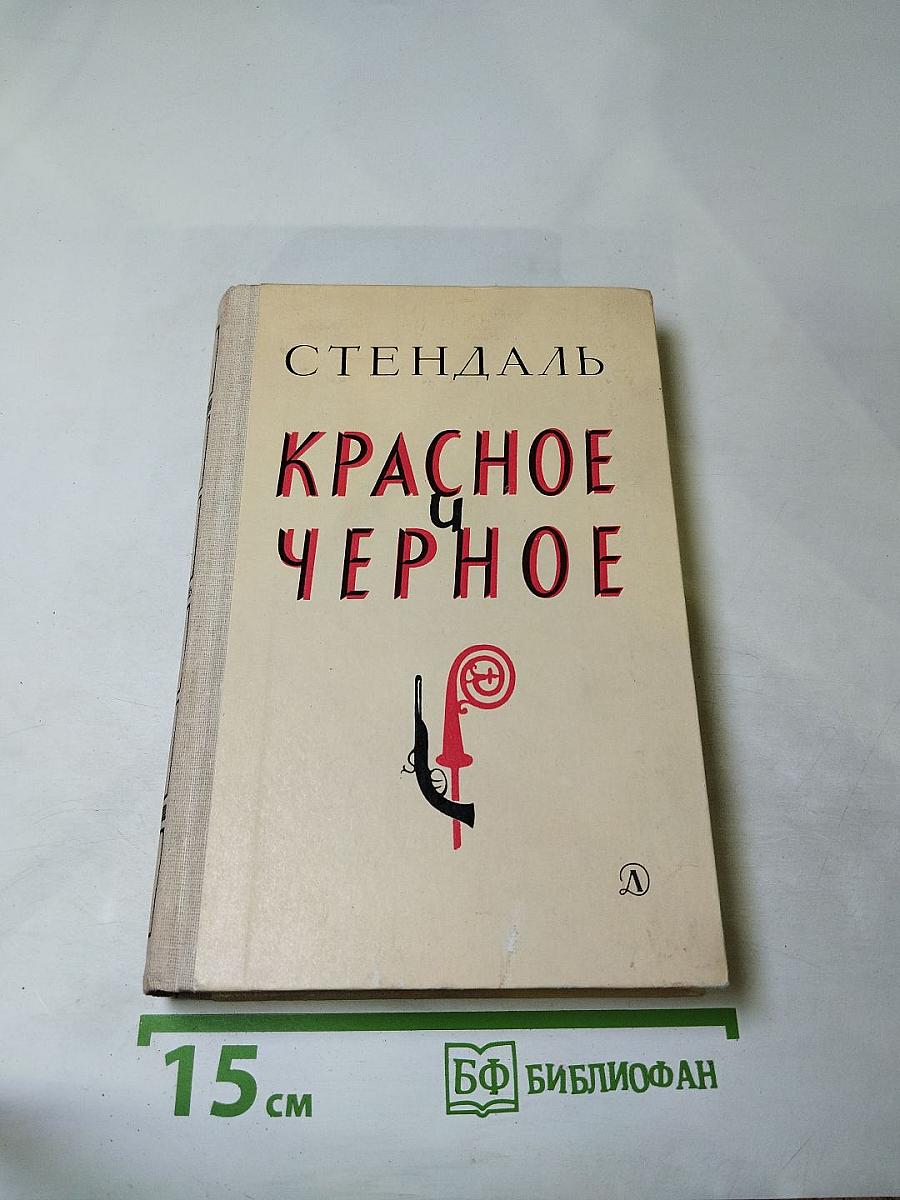 СТЕНДАЛЬ
КРАСНОЕ
и
ЧЕРНОЕ
Д
15 см
БФ БИБЛИОФАН